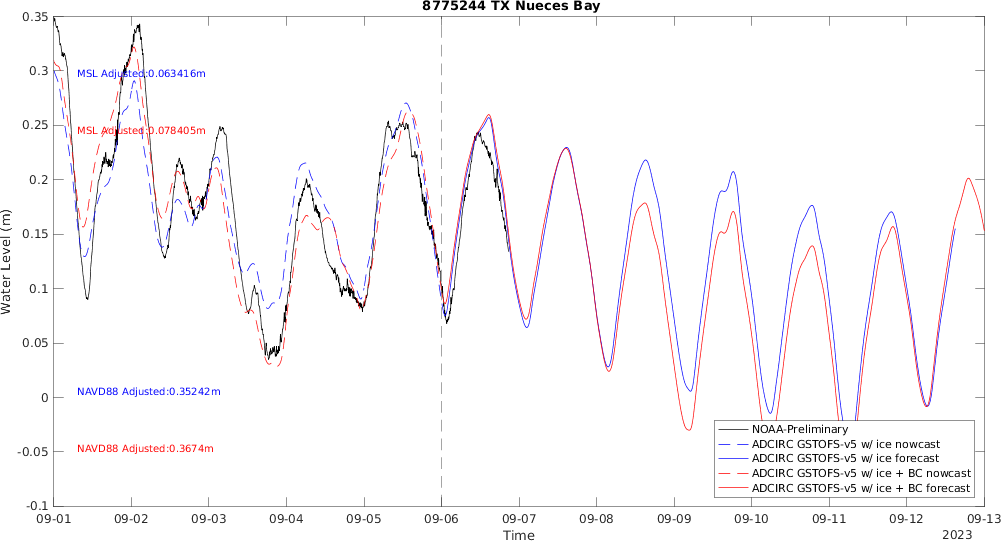 8775244 TX Nueces Bay
0.35
0.3
0.25
0.2
0.15
0.1
0.05
0
-0.05
-0.1
Water Level (m)
MSL Adjusted:0.063416m
MSL Adjusted:0.078405m
NAVD88 Adjusted:0.35242m
NAVD88 Adjusted:0.3674m
NOAA-Preliminary
ADCIRC GSTOFS-v5 w/ ice nowcast
ADCIRC GSTOFS-v5 w/ ice forecast
ADCIRC GSTOFS-v5 w/ ice + BC nowcast
ADCIRC GSTOFS-v5 w/ ice + BC forecast
09-01 09-02 09-03 09-04 09-05 09-06 09-07 09-08 09-09 09-10 09-11 09-12 09-13
Time
2023